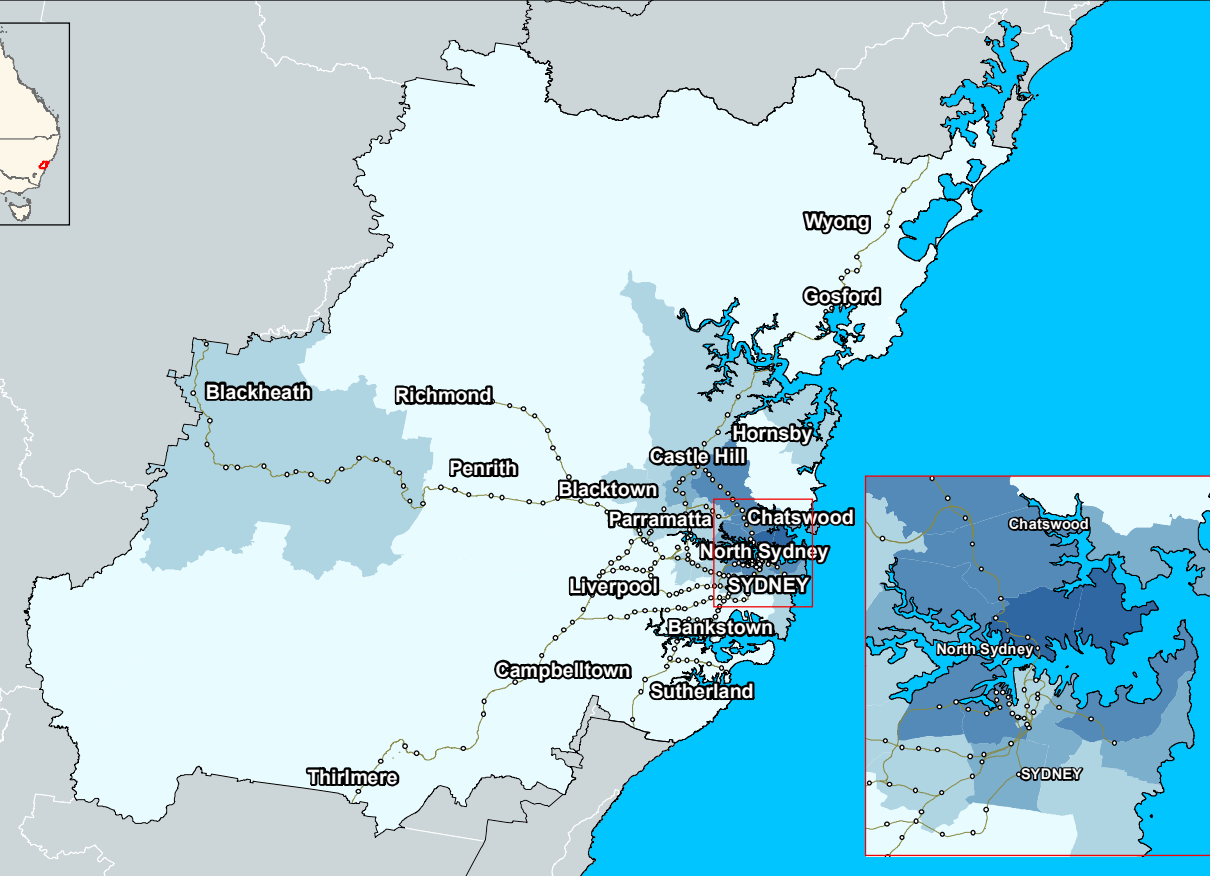 Wyong
Gosford
Blackheath
Richmond
Hornsby
Castle Hill
Penrith
Blacktown
Parramatta
Chatswood
North Sydney
Liverpool
SYDNEY
Bankstown
Campbelltown
Sutherland
Thirlmere
Chatswood
North Sydney
SYDNEY